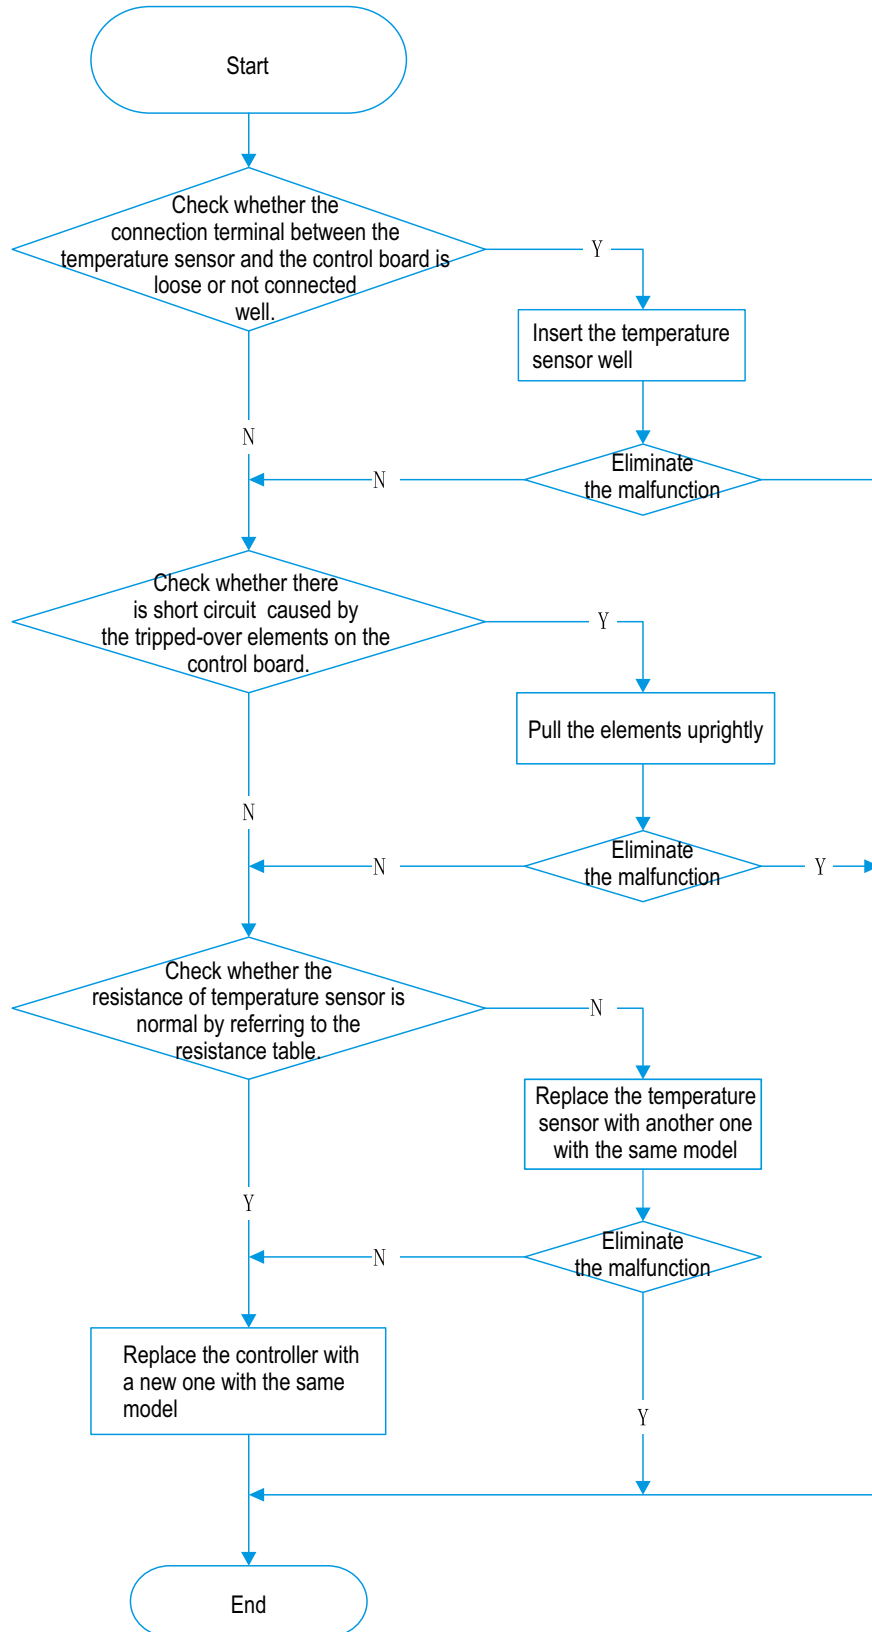 Start
Check whether the
connection terminal between the
temperature sensor and the control board is
loose or not connected
well.
Y
Insert the temperature
sensor well
N
Eliminate
the malfunction
N
Check whether there
is short circuit caused by
the tripped-over elements on the
control board.
Y
Pull the elements uprightly
N
Eliminate
the malfunction
N
Y
Check whether the
resistance of temperature sensor is
normal by referring to the
resistance table.
N
Replace the temperature
sensor with another one
with the same model
Y
Eliminate
the malfunction
N
Replace the controller with
a new one with the same
model
Y
End